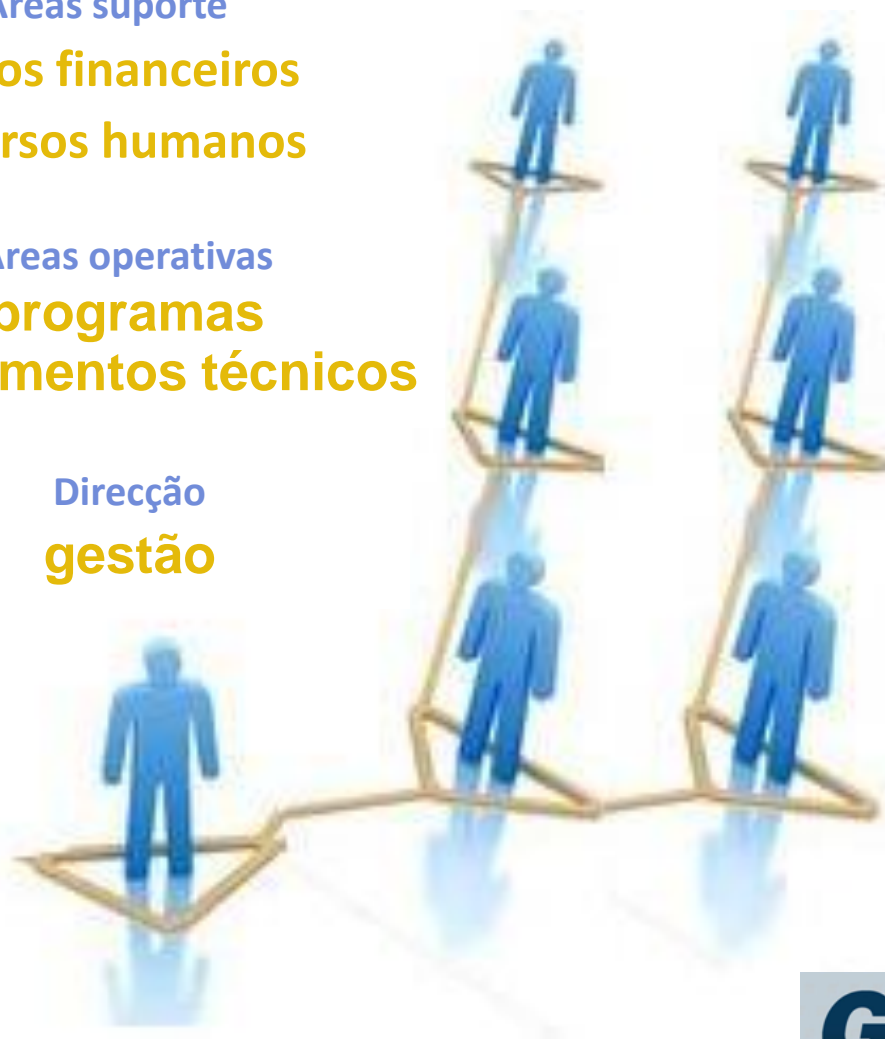 Áreas suporte
os financeiros
rsos humanos
Áreas operativas
programas
mentos técnicos
Direcção
gestão
G